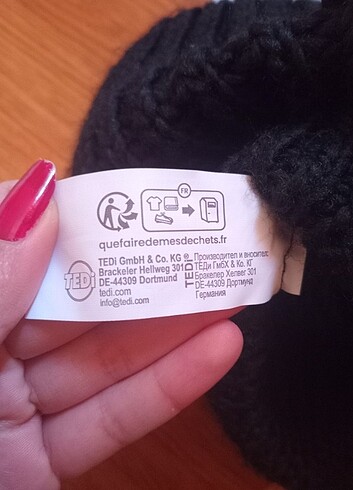 FR
quefairedemesdechets.fr
TEDi GmbH & Co. KG
Brackeler Hellweg 301
DE-44309 Dortmund
tedi.com
info@tedi.com
TEDi
TEDi®
Производител и вносител:
ТЕДи ГмбХ & Ко. КГ
Бракелер Хелвег 301
DE-44309 Дортмунд
Германия